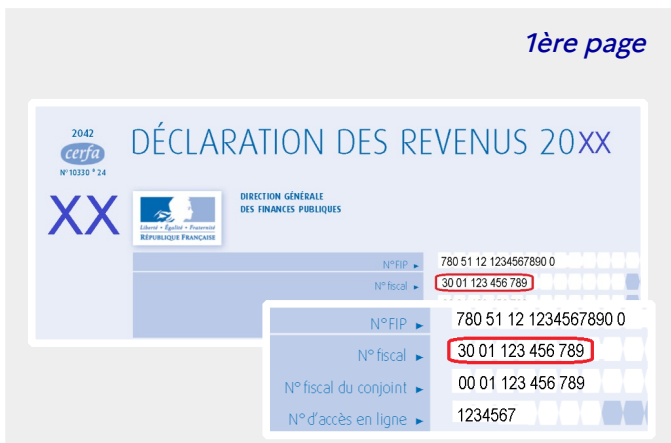 1ère page
2042
cerfa
N° 10330 * 24
DÉCLARATION DES REVENUS 20XX
XX
DIRECTION GÉNÉRALE
DES FINANCES PUBLIQUES
Liberté • Égalité • Fraternité
RÉPUBLIQUE FRANÇAISE
N°FIP ► 780 51 12 1234567890 0
N° fiscal ► 30 01 123 456 789
N°FIP ► 780 51 12 1234567890 0
N° fiscal ► 30 01 123 456 789
N° fiscal du conjoint ► 00 01 123 456 789
N° d'accès en ligne ► 1234567